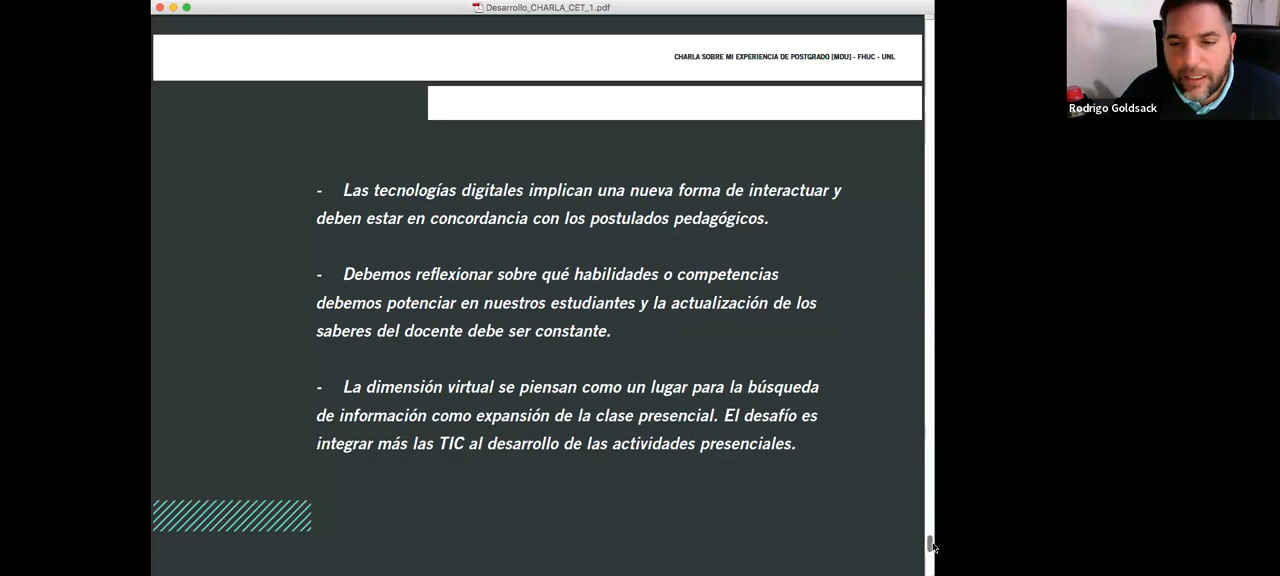 Desarrollo_CHARLA_CET_1.pdf
CHARLA SOBRE MI EXPERIENCIA DE POSTGRADO [MDU] - FHUC - UNL
Rodrigo Goldsack
- Las tecnologías digitales implican una nueva forma de interactuar y
deben estar en concordancia con los postulados pedagógicos.
- Debemos reflexionar sobre qué habilidades o competencias
debemos potenciar en nuestros estudiantes y la actualización de los
saberes del docente debe ser constante.
- La dimensión virtual se piensan como un lugar para la búsqueda
de información como expansión de la clase presencial. El desafío es
integrar más las TIC al desarrollo de las actividades presenciales.